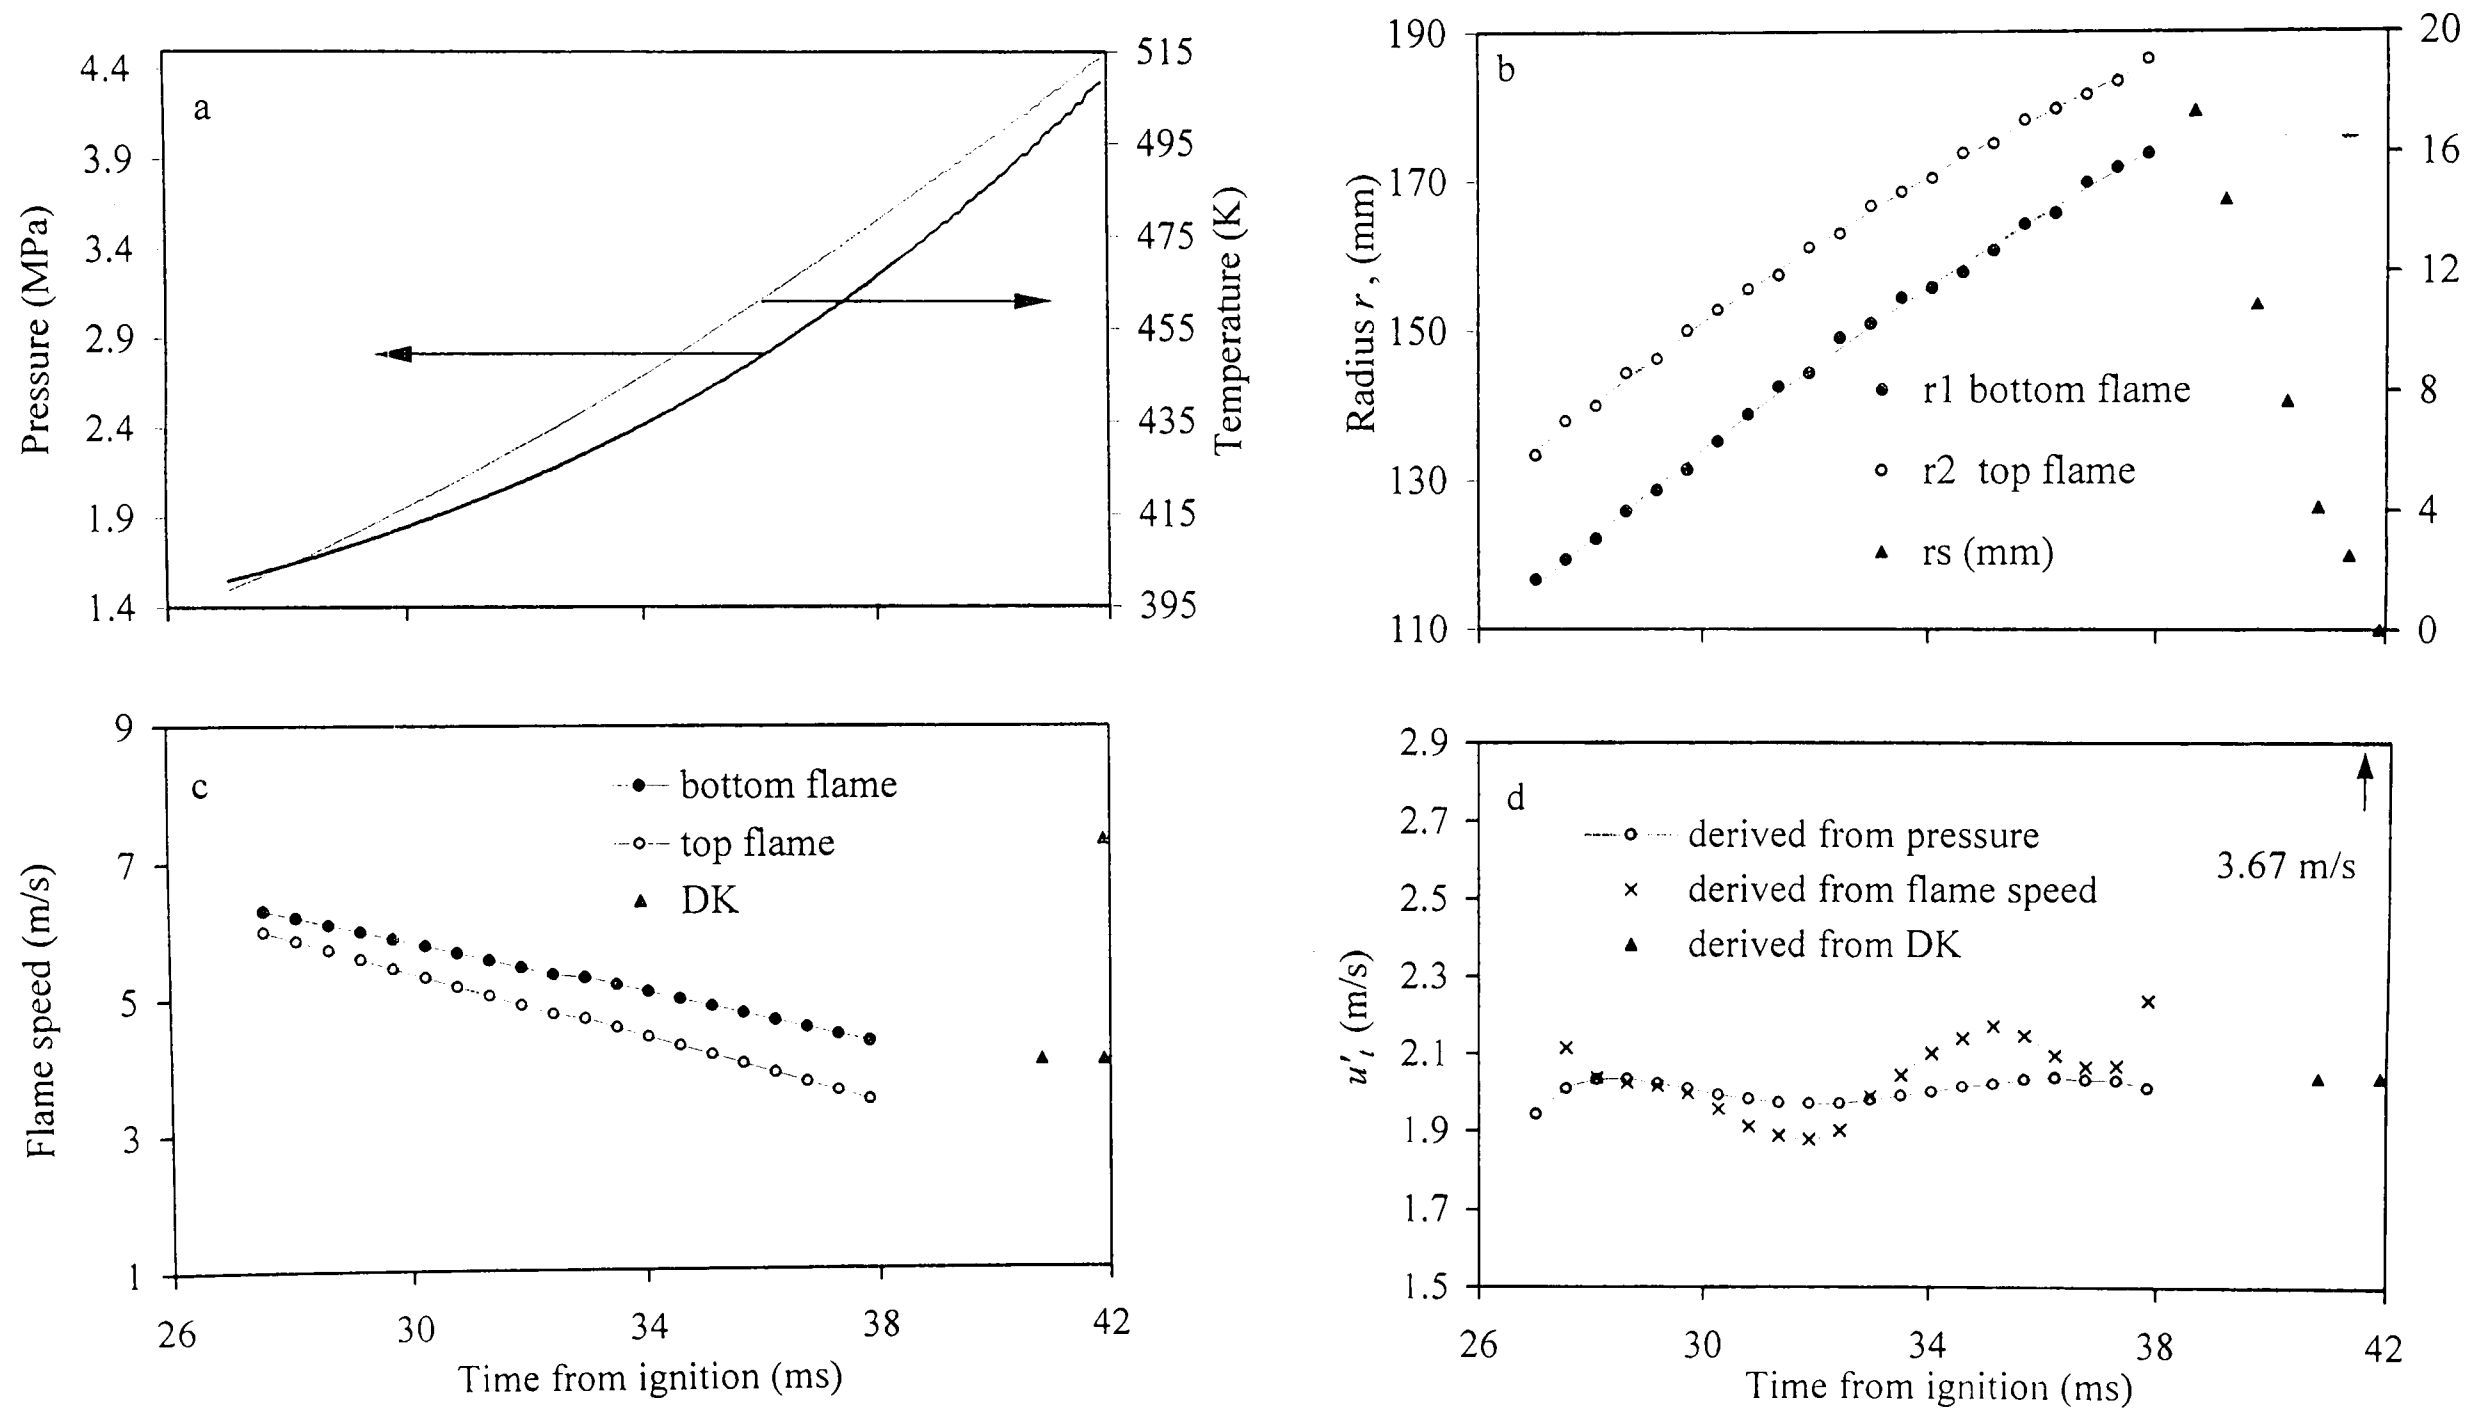 a
4.4
3.9
3.4
2.9
2.4
1.9
1.4
Pressure (MPa)
515
495
475
455
435
415
395
Temperature (K)
b
190
170
150
130
110
Radius r , (mm)
20
16
12
8
4
0
r1 bottom flame
r2 top flame
rs (mm)
c
9
7
5
3
1
Flame speed (m/s)
bottom flame
top flame
DK
26
30
34
38
42
Time from ignition (ms)
d
2.9
2.7
2.5
2.3
2.1
1.9
1.7
1.5
u't (m/s)
derived from pressure
derived from flame speed
derived from DK
3.67 m/s
26
30
34
38
42
Time from ignition (ms)